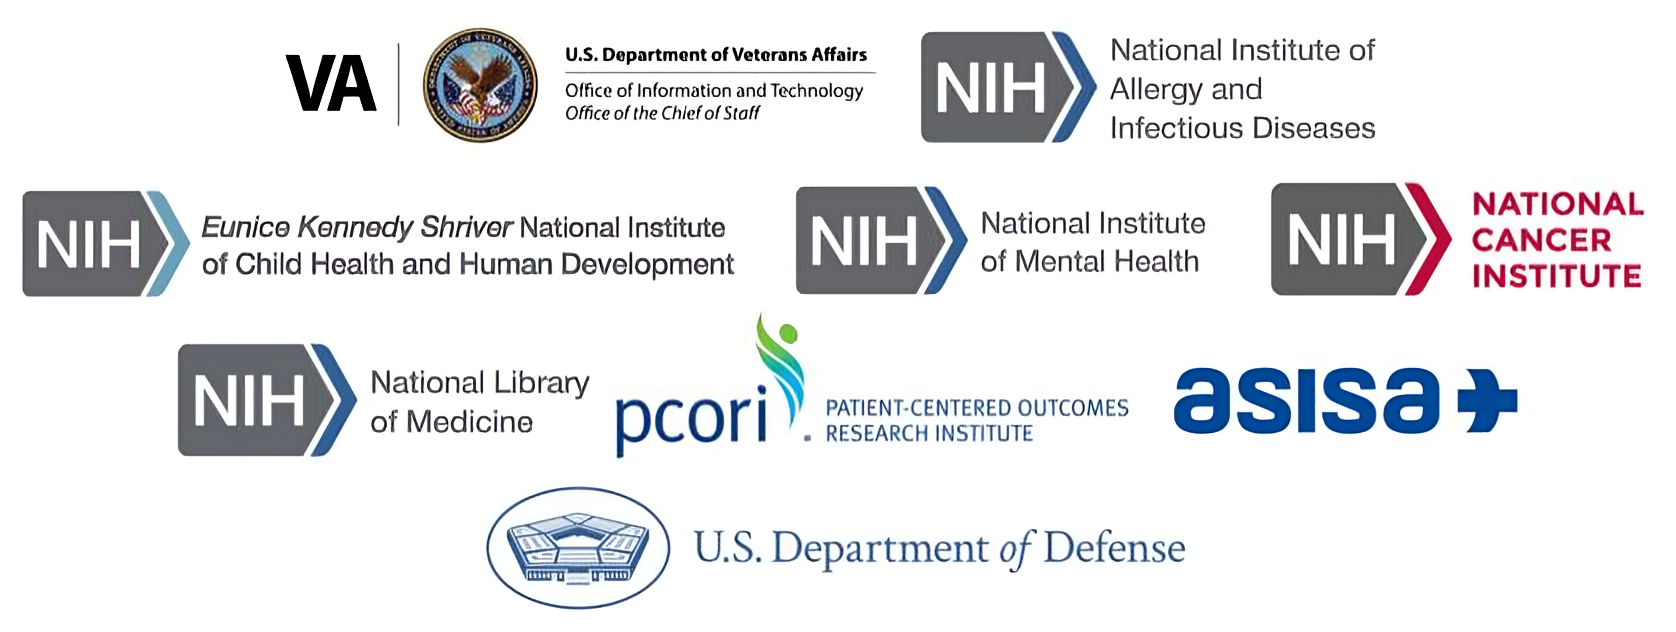 VA
U.S. Department of Veterans Affairs
Office of Information and Technology
Office of the Chief of Staff
NIH
National Institute of
Allergy and
Infectious Diseases
NIH
Eunice Kennedy Shriver National Institute
of Child Health and Human Development
NIH
National Institute
of Mental Health
NIH
NATIONAL
CANCER
INSTITUTE
NIH
National Library
of Medicine
pcori
PATIENT-CENTERED OUTCOMES
RESEARCH INSTITUTE
asisa
U.S. Department of Defense